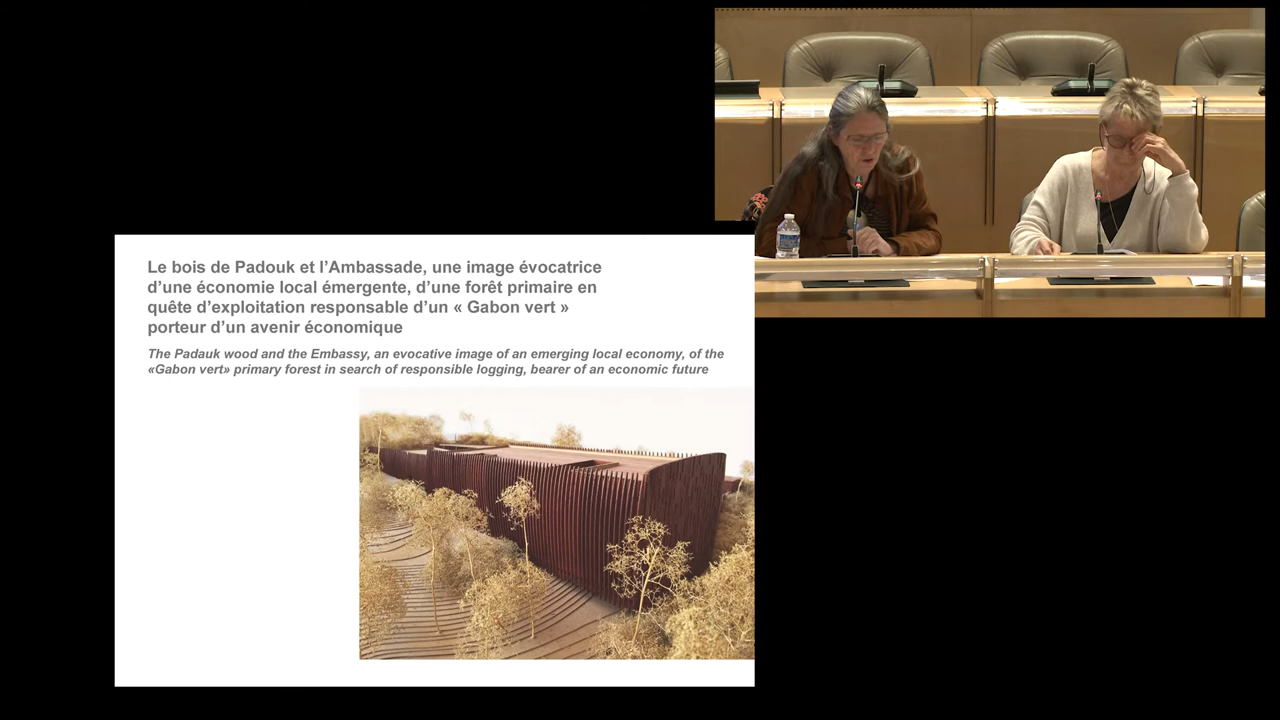 Le bois de Padouk et l'Ambassade, une image évocatrice
d'une économie local émergente, d'une forêt primaire en
quête d'exploitation responsable d'un « Gabon vert »
porteur d'un avenir économique
The Padauk wood and the Embassy, an evocative image of an emerging local economy, of the
«Gabon vert» primary forest in search of responsible logging, bearer of an economic future